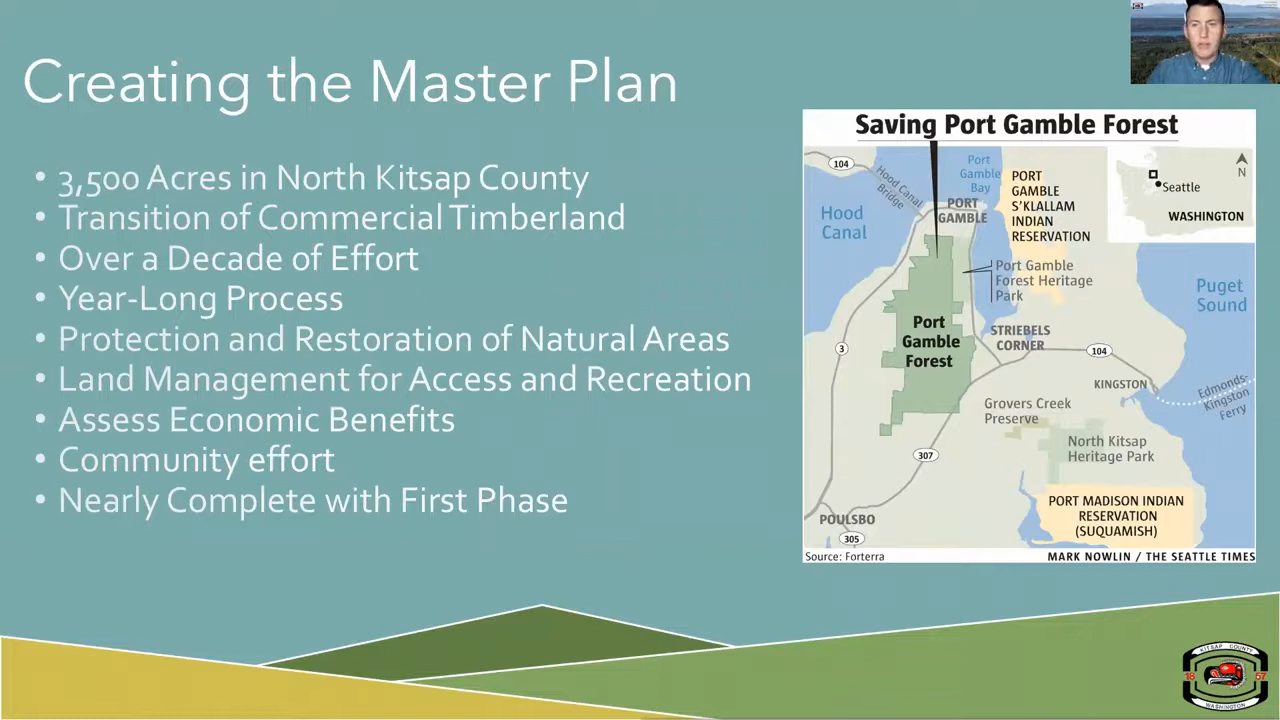 Creating the Master Plan
• 3,500 Acres in North Kitsap County
• Transition of Commercial Timberland
• Over a Decade of Effort
• Year-Long Process
• Protection and Restoration of Natural Areas
• Land Management for Access and Recreation
• Assess Economic Benefits
• Community effort
• Nearly Complete with First Phase
Saving Port Gamble Forest
104
Hood Canal
Bridge
Port
Gamble
Bay
PORT
GAMBLE
Hood
Canal
PORT
GAMBLE
S'KLALLAM
INDIAN
RESERVATION
N
Seattle
WASHINGTON
Port Gamble
Forest Heritage
Park
Puget
Sound
Port
Gamble
Forest
STRIEBELS
CORNER
3
104
KINGSTON
Edmonds-
Kingston
Ferry
Grovers Creek
Preserve
North Kitsap
Heritage Park
307
PORT MADISON INDIAN
RESERVATION
(SUQUAMISH)
POULSBO
305
Source: Forterra
MARK NOWLIN / THE SEATTLE TIMES
KITSAP COUNTY
18 57
WASHINGTON